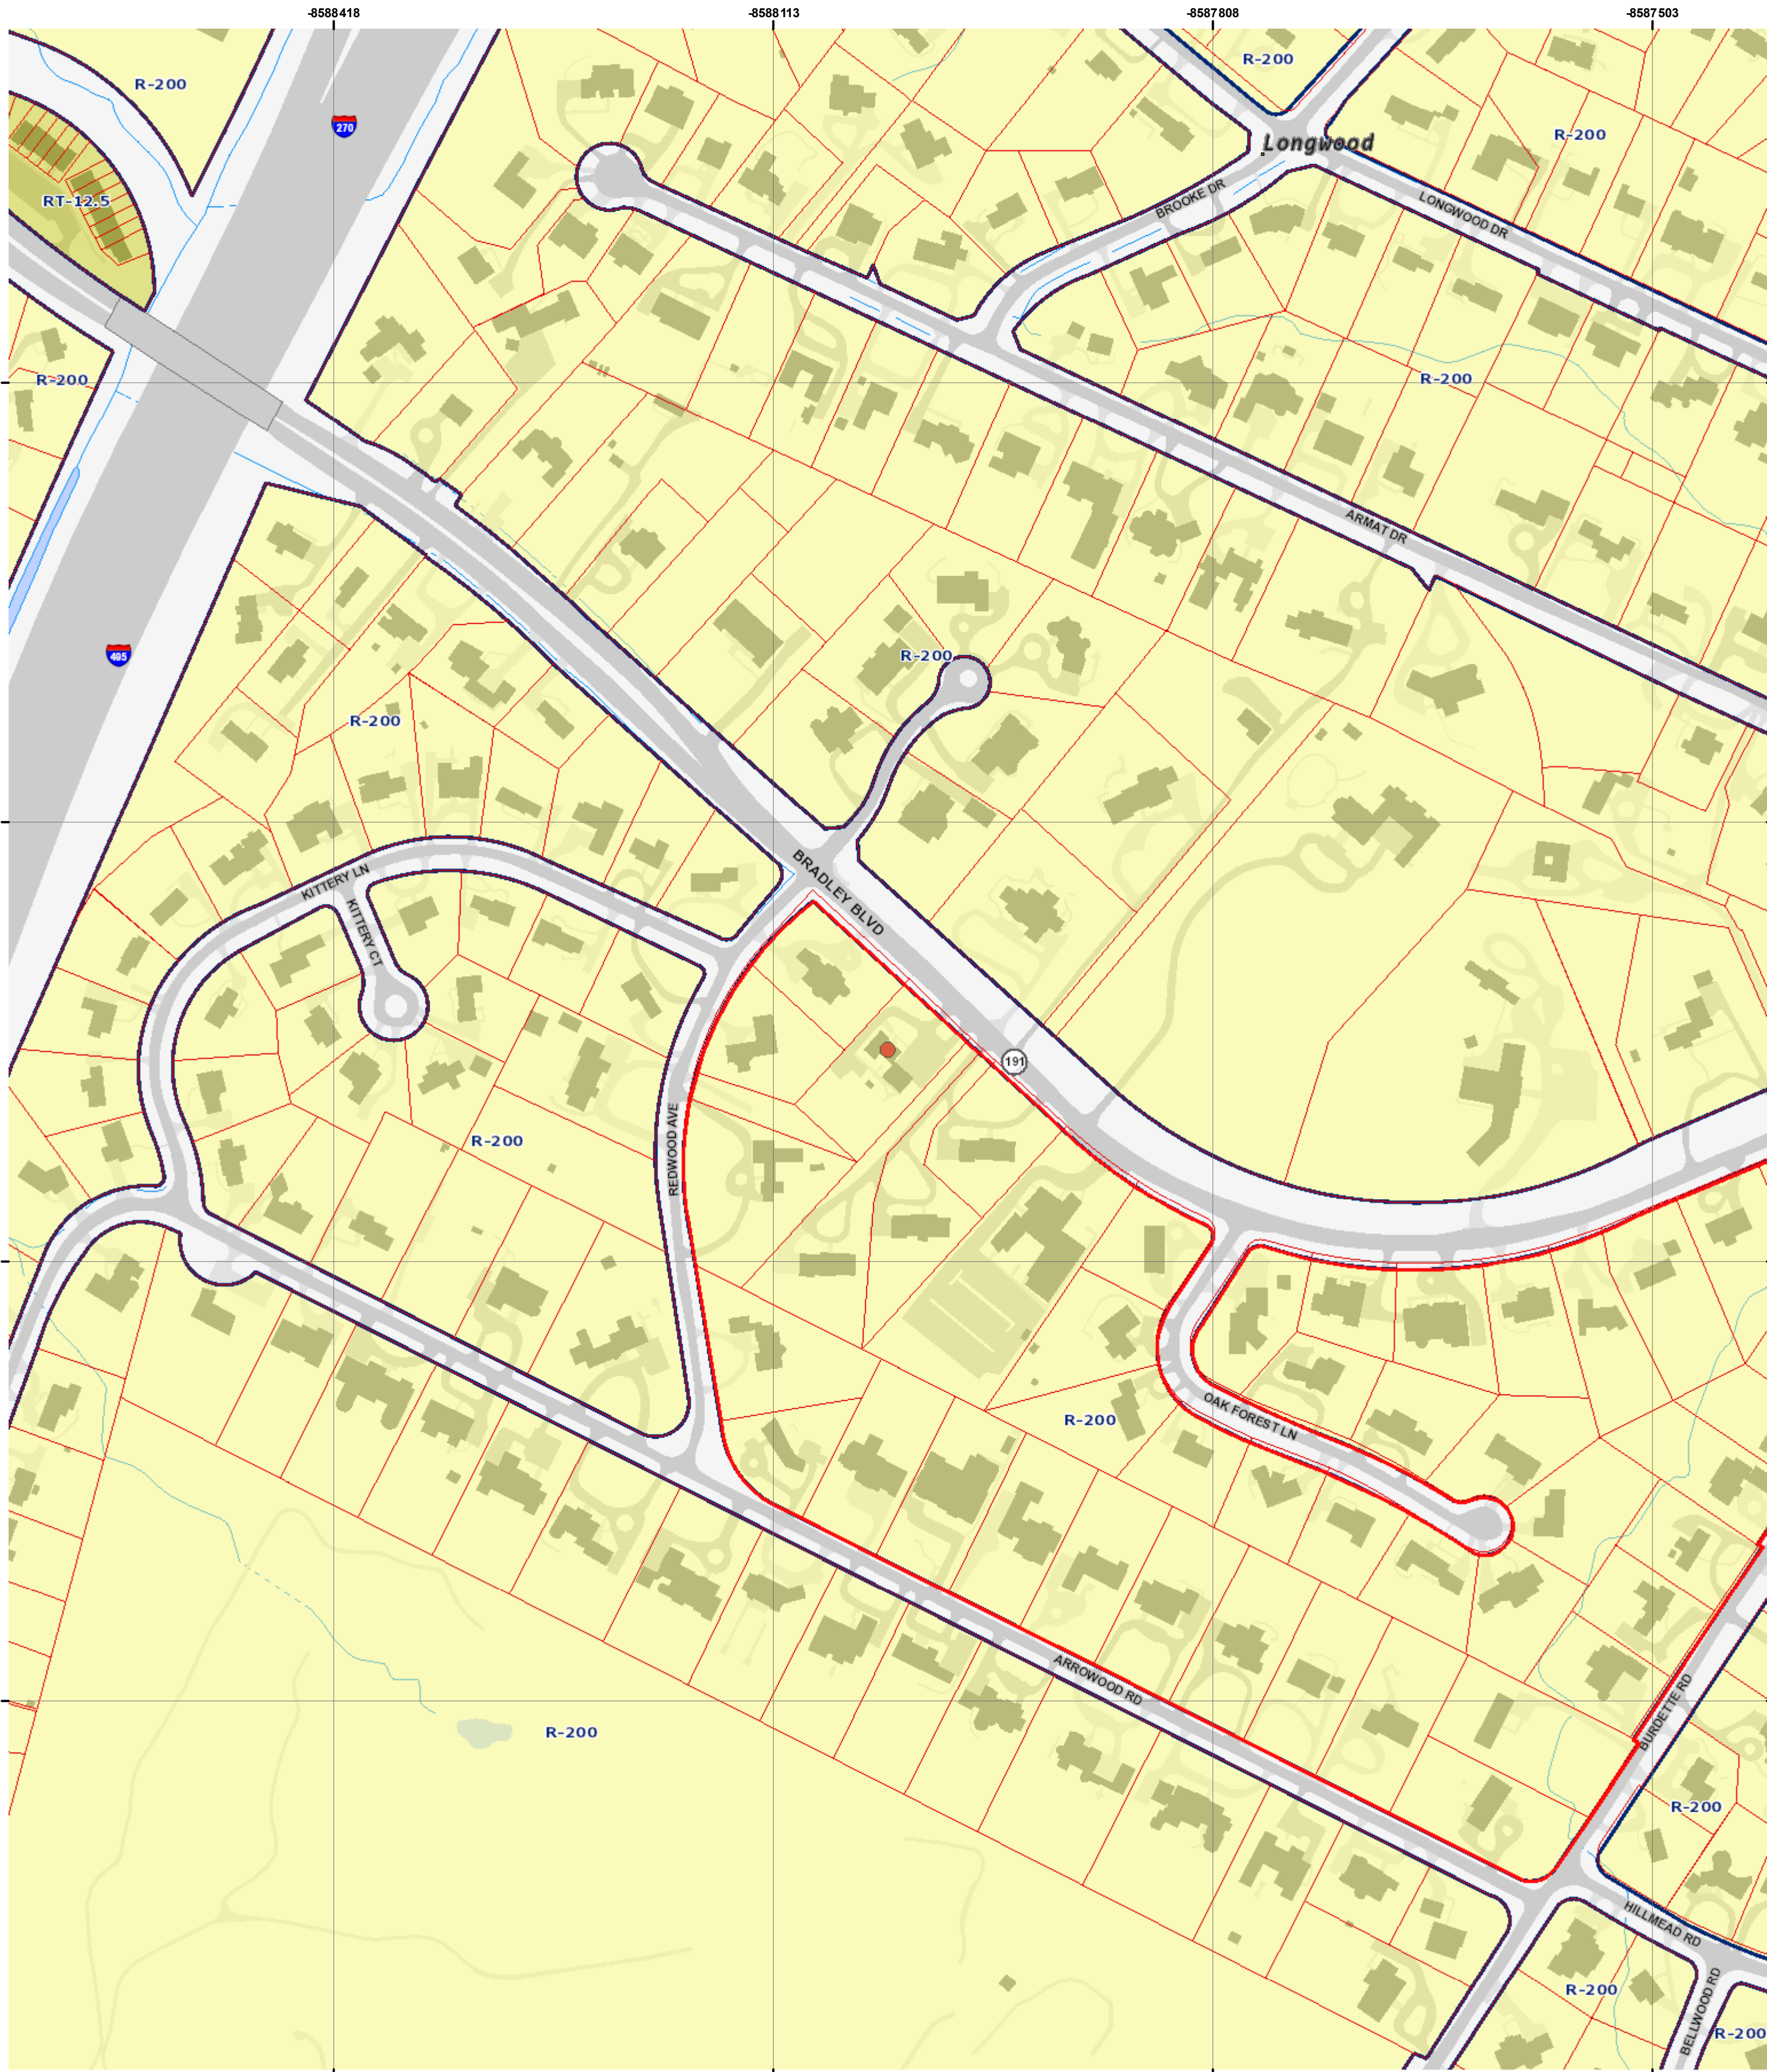 -8588418
-8588113
-8587808
-8587503
R-200
R-200
270
Longwood
R-200
RT-12.5
BROOKE DR
LONGWOOD DR
R-200
R-200
ARMAT DR
495
R-200
R-200
BRADLEY BLVD
KITTERY LN
KITTERY CT
191
REDWOOD AVE
R-200
OAK FOREST LN
R-200
ARROWOOD RD
BURDETTE RD
R-200
R-200
HILLMEAD RD
R-200
BELLWOOD RD
R-200